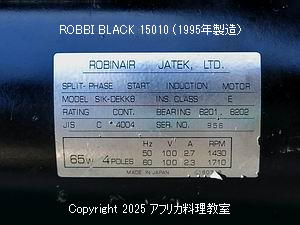 ROBBI BLACK 15010 (1995年製造)
ROBINAIR JATEK, LTD.
SPLIT-PHASE START INDUCTION MOTOR
MODEL SIK-DEKK8 INS. CLASS E
RATING CONT. BEARING 6201, 6202
JIS C 4004 SERIAL NO. 956
Hz V A RPM
65W 4 POLES 50 100 2.7 1430
60 100 2.3 1710
MADE IN JAPAN
Copyright 2025 アフリカ料理教室